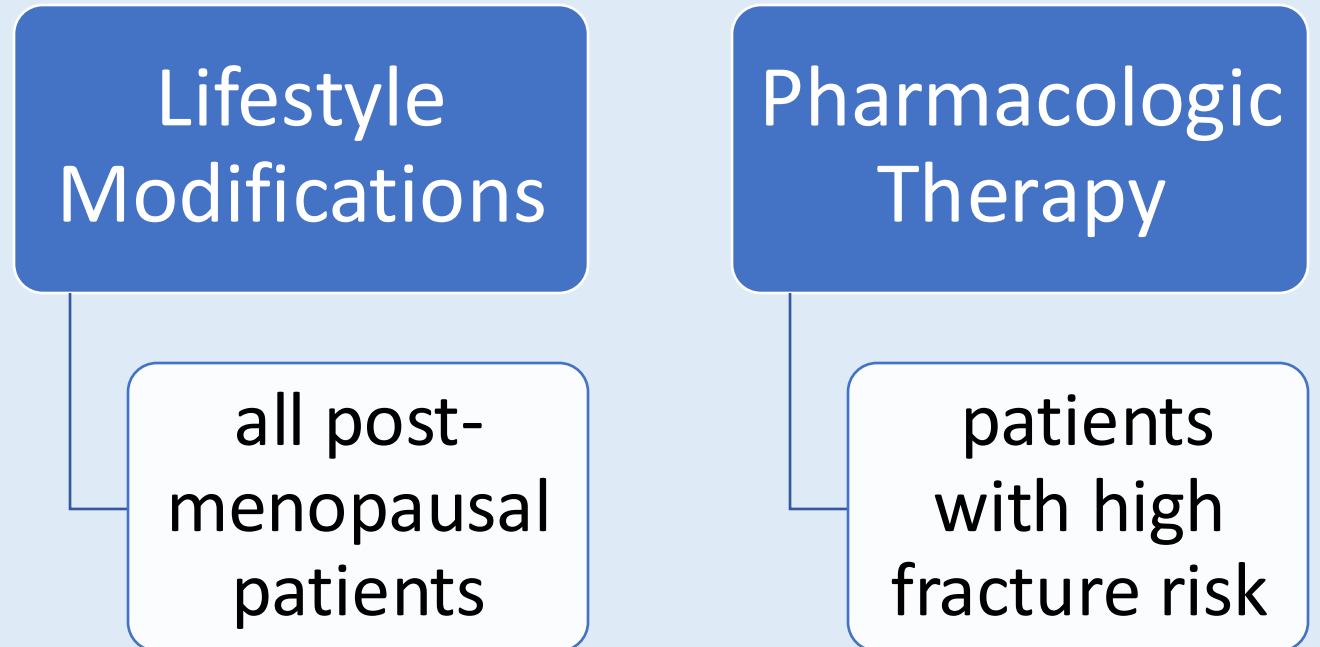 Lifestyle
Modifications
all post-
menopausal
patients
Pharmacologic
Therapy
patients
with high
fracture risk